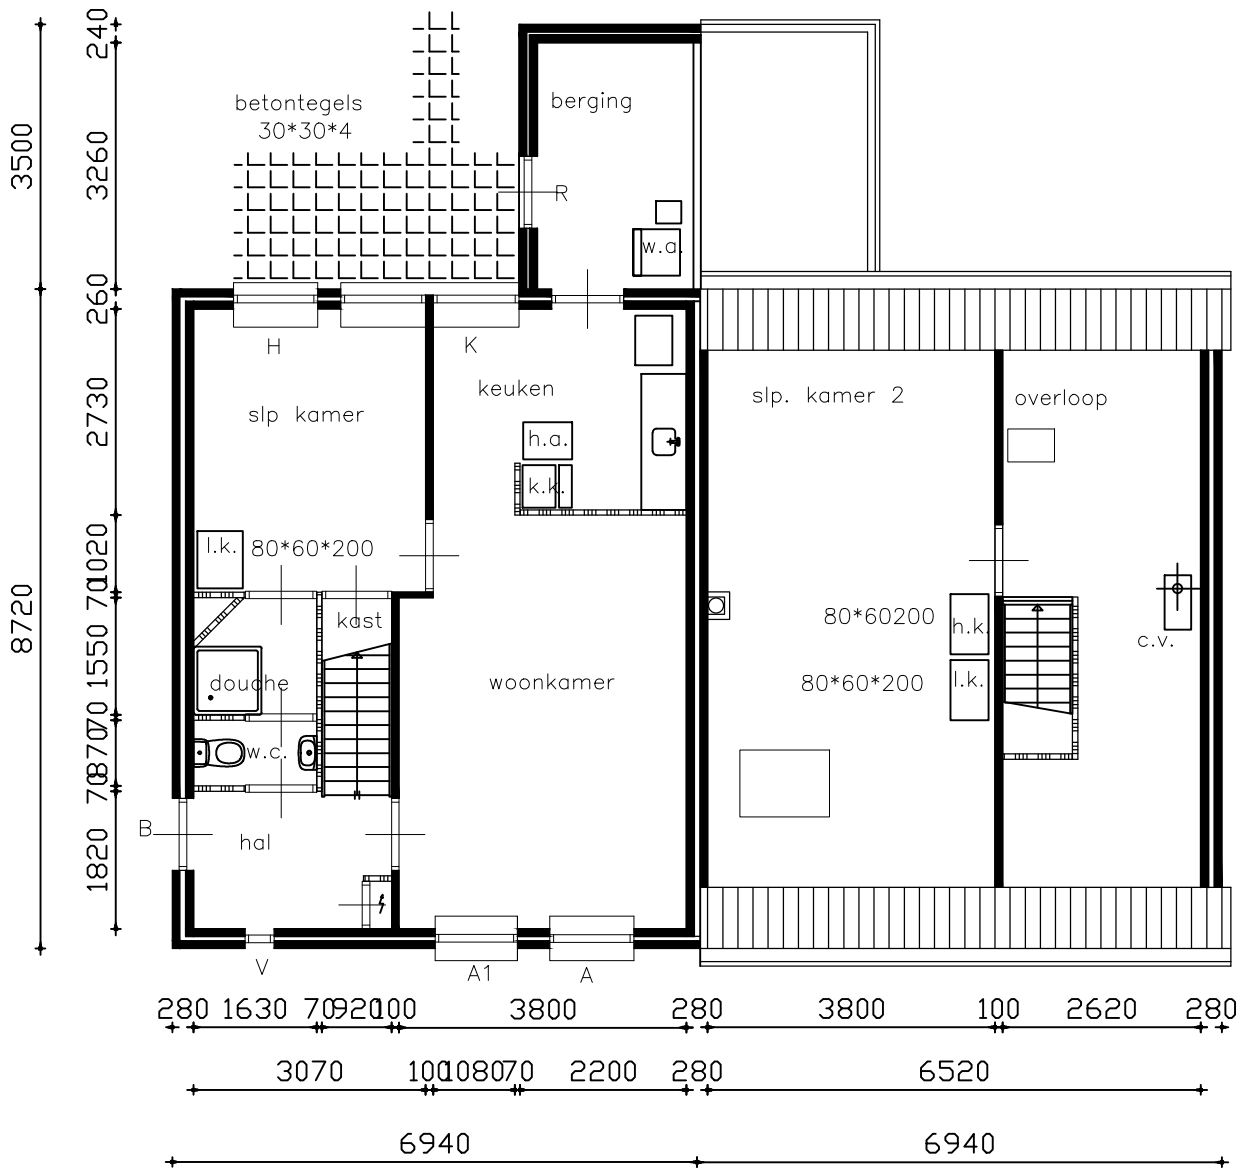 240
3260
3500
260
2730
1020
70
1550
70
870
70
1820
8720
betontegels
30*30*4
berging
R
w.a.
H
K
keuken
slp kamer
slp. kamer 2
overloop
h.a.
k.k.
l.k.
80*60*200
kast
80*60200
h.k.
c.v.
douche
woonkamer
80*60*200
l.k.
w.c.
B
hal
V
A1
A
280 1630 70 920 100 3800 280 3800 100 2620 280
3070 100 1080 70 2200 280 6520
6940 6940